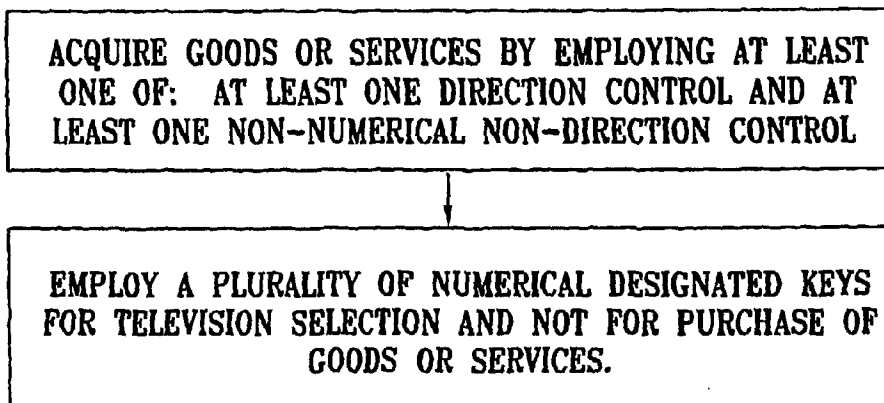 ACQUIRE GOODS OR SERVICES BY EMPLOYING AT LEAST
ONE OF: AT LEAST ONE DIRECTION CONTROL AND AT
LEAST ONE NON-NUMERICAL NON-DIRECTION CONTROL
EMPLOY A PLURALITY OF NUMERICAL DESIGNATED KEYS
FOR TELEVISION SELECTION AND NOT FOR PURCHASE OF
GOODS OR SERVICES.